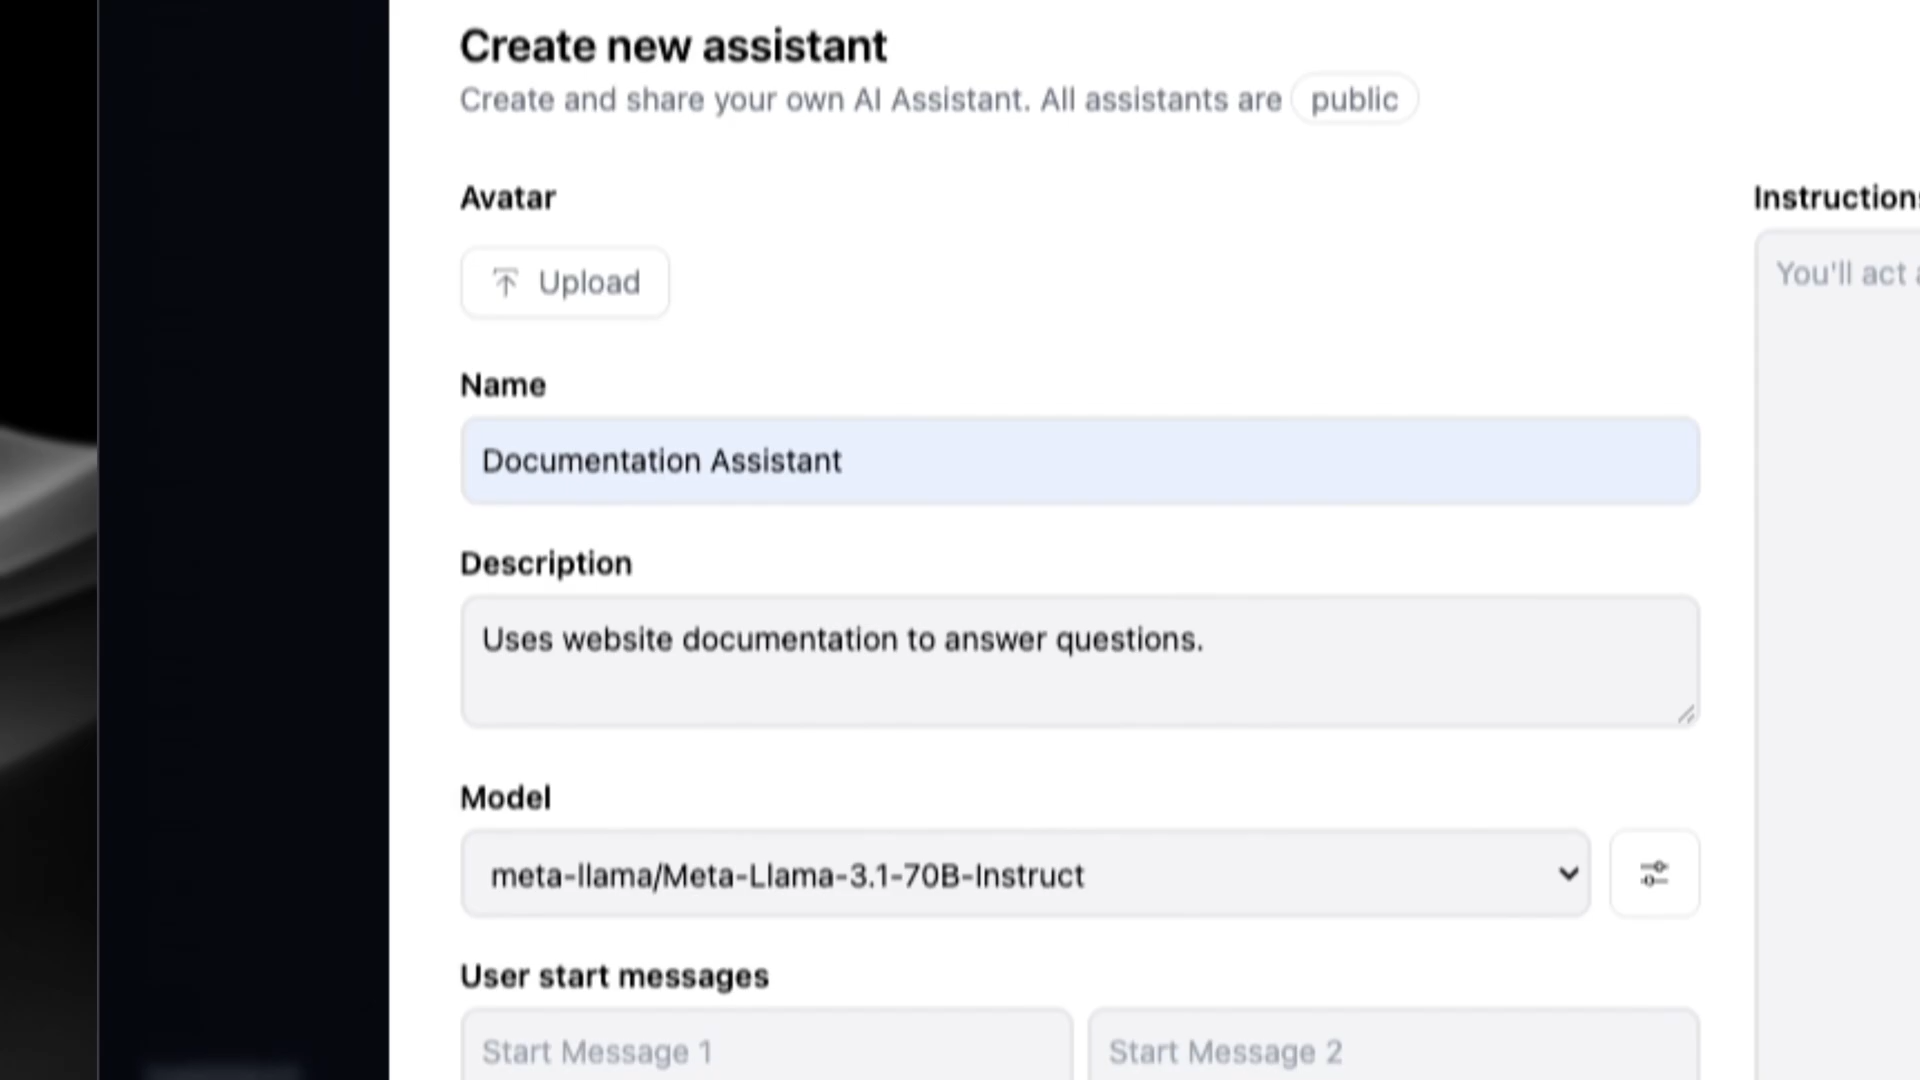 Create new assistant
Create and share your own AI Assistant. All assistants are public
Avatar
Upload
Name
Documentation Assistant
Description
Uses website documentation to answer questions.
Model
meta-llama/Meta-Llama-3.1-70B-Instruct
User start messages
Start Message 1
Start Message 2
Instructions
You'll act